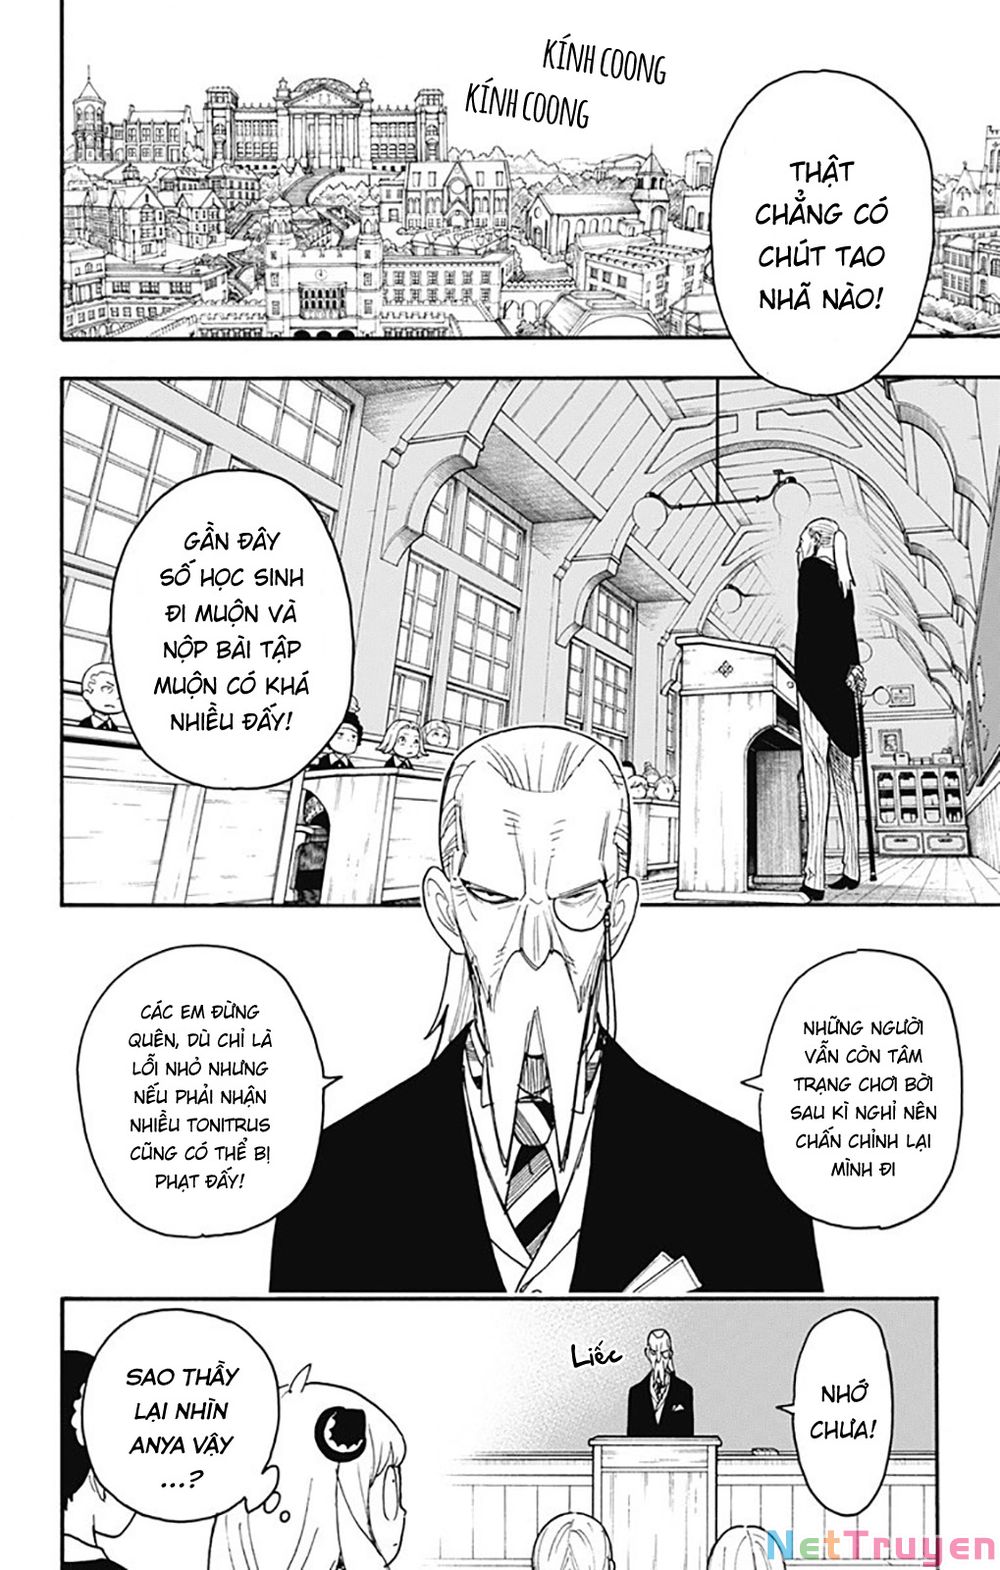 KÍNH COONG
KÍNH COONG
THẬT
CHẲNG CÓ
CHÚT TAO
NHÃ NÀO!
GẦN ĐÂY
SỐ HỌC SINH
ĐI MUỘN VÀ
NỘP BÀI TẬP
MUỘN CÓ KHÁ
NHIỀU ĐẤY!
NHỮNG NGƯỜI
VẪN CÒN TÂM
TRẠNG CHƠI BỜI
SAU KÌ NGHỈ NÊN
CHẤN CHỈNH LẠI
MÌNH ĐI
CÁC EM ĐỪNG
QUÊN, DÙ CHỈ LÀ
LỖI NHỎ NHƯNG
NẾU PHẢI NHẬN
NHIỀU TONITRUS
CŨNG CÓ THỂ BỊ
PHẠT ĐẤY!
NHỚ
CHƯA!
Liếc
SAO THẦY
LẠI NHÌN
ANYA VẬY
...?
NetTruyen